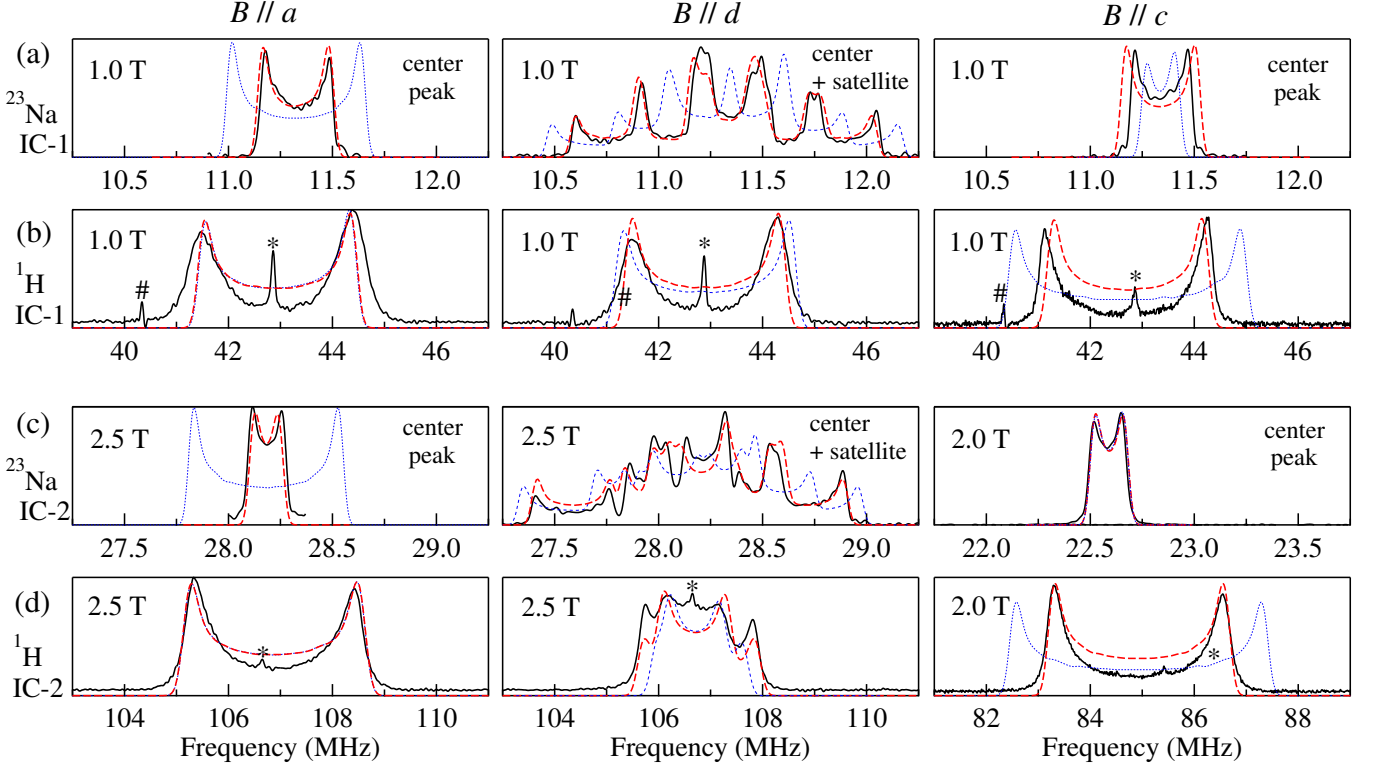 B // a B // d B // c
(a) 1.0 T center peak 1.0 T center + satellite 1.0 T center peak
²³Na
IC-1
10.5 11.0 11.5 12.0 10.5 11.0 11.5 12.0 10.5 11.0 11.5 12.0
(b) 1.0 T # * 1.0 T # * 1.0 T # *
¹H
IC-1
40 42 44 46 40 42 44 46 40 42 44 46
(c) 2.5 T center peak 2.5 T center + satellite 2.0 T center peak
²³Na
IC-2
27.5 28.0 28.5 29.0 27.5 28.0 28.5 29.0 22.0 22.5 23.0 23.5
(d) 2.5 T * 2.5 T * 2.0 T *
¹H
IC-2
104 106 108 110 104 106 108 110 82 84 86 88
Frequency (MHz) Frequency (MHz) Frequency (MHz)